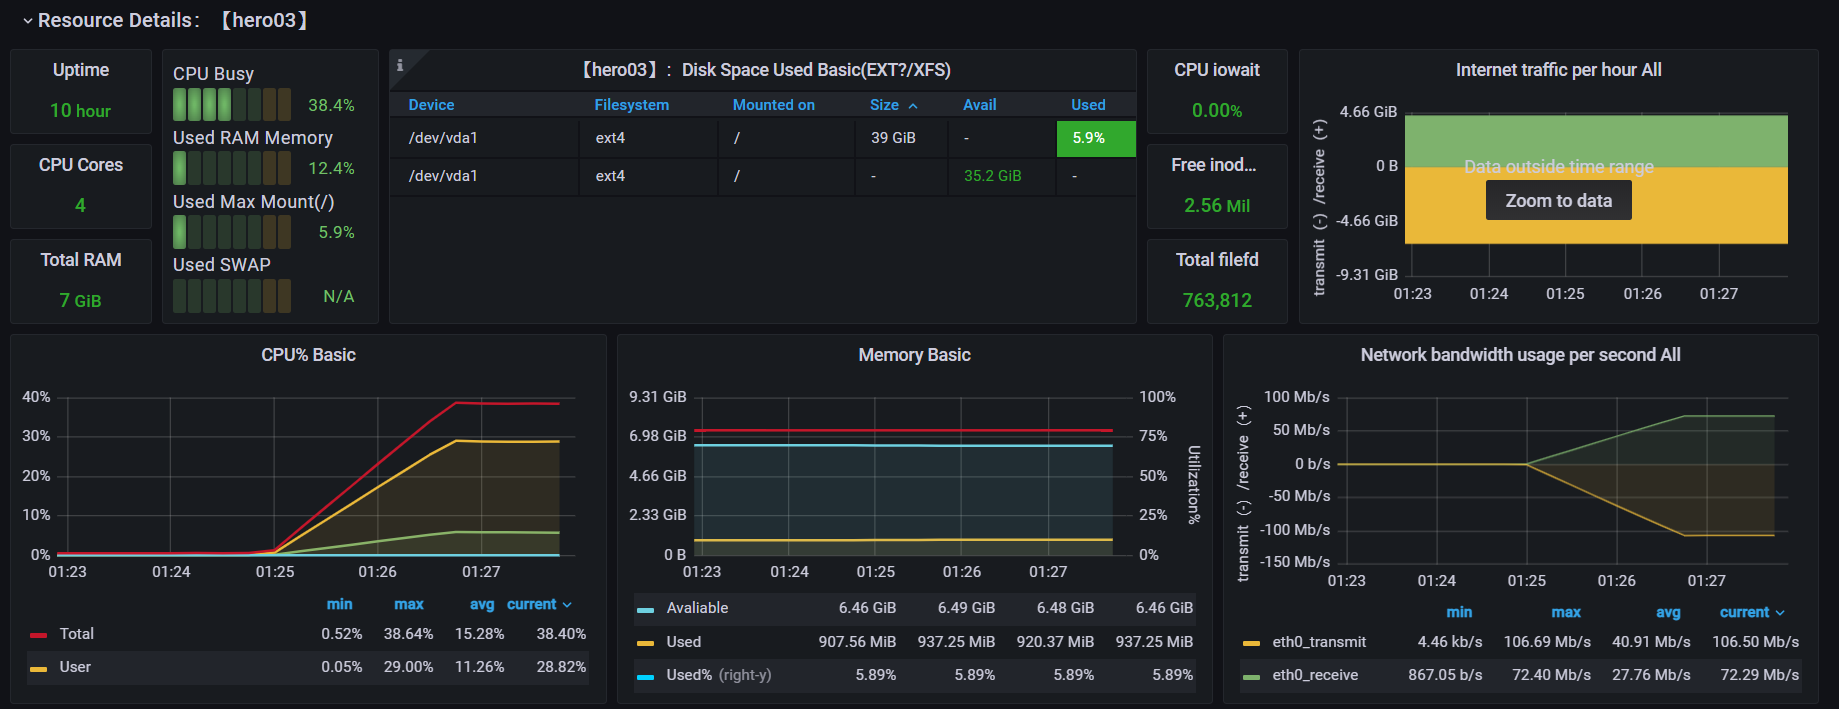 Resource Details： 【hero03】
Uptime
10 hour
CPU Cores
4
Total RAM
7 GiB
CPU Busy
38.4%
Used RAM Memory
12.4%
Used Max Mount(/)
5.9%
Used SWAP
N/A
i
【hero03】：Disk Space Used Basic(EXT?/XFS)
Device Filesystem Mounted on Size Avail Used
/dev/vda1 ext4 / 39 GiB - 5.9%
/dev/vda1 ext4 / - 35.2 GiB -
CPU iowait
0.00%
Free inod...
2.56 Mil
Total filefd
763,812
Internet traffic per hour All
transmit（-）/receive（+）
4.66 GiB
0 B
-4.66 GiB
-9.31 GiB
Data outside time range
Zoom to data
01:23 01:24 01:25 01:26 01:27
CPU% Basic
40%
30%
20%
10%
0%
01:23 01:24 01:25 01:26 01:27
min max avg current
Total 0.52% 38.64% 15.28% 38.40%
User 0.05% 29.00% 11.26% 28.82%
Memory Basic
9.31 GiB
6.98 GiB
4.66 GiB
2.33 GiB
0 B
100%
75%
50%
25%
0%
Utilization%
01:23 01:24 01:25 01:26 01:27
Avaliable 6.46 GiB 6.49 GiB 6.48 GiB 6.46 GiB
Used 907.56 MiB 937.25 MiB 920.37 MiB 937.25 MiB
Used% (right-y) 5.89% 5.89% 5.89% 5.89%
Network bandwidth usage per second All
transmit（-）/receive（+）
100 Mb/s
50 Mb/s
0 b/s
-50 Mb/s
-100 Mb/s
-150 Mb/s
01:23 01:24 01:25 01:26 01:27
min max avg current
eth0_transmit 4.46 kb/s 106.69 Mb/s 40.91 Mb/s 106.50 Mb/s
eth0_receive 867.05 b/s 72.40 Mb/s 27.76 Mb/s 72.29 Mb/s